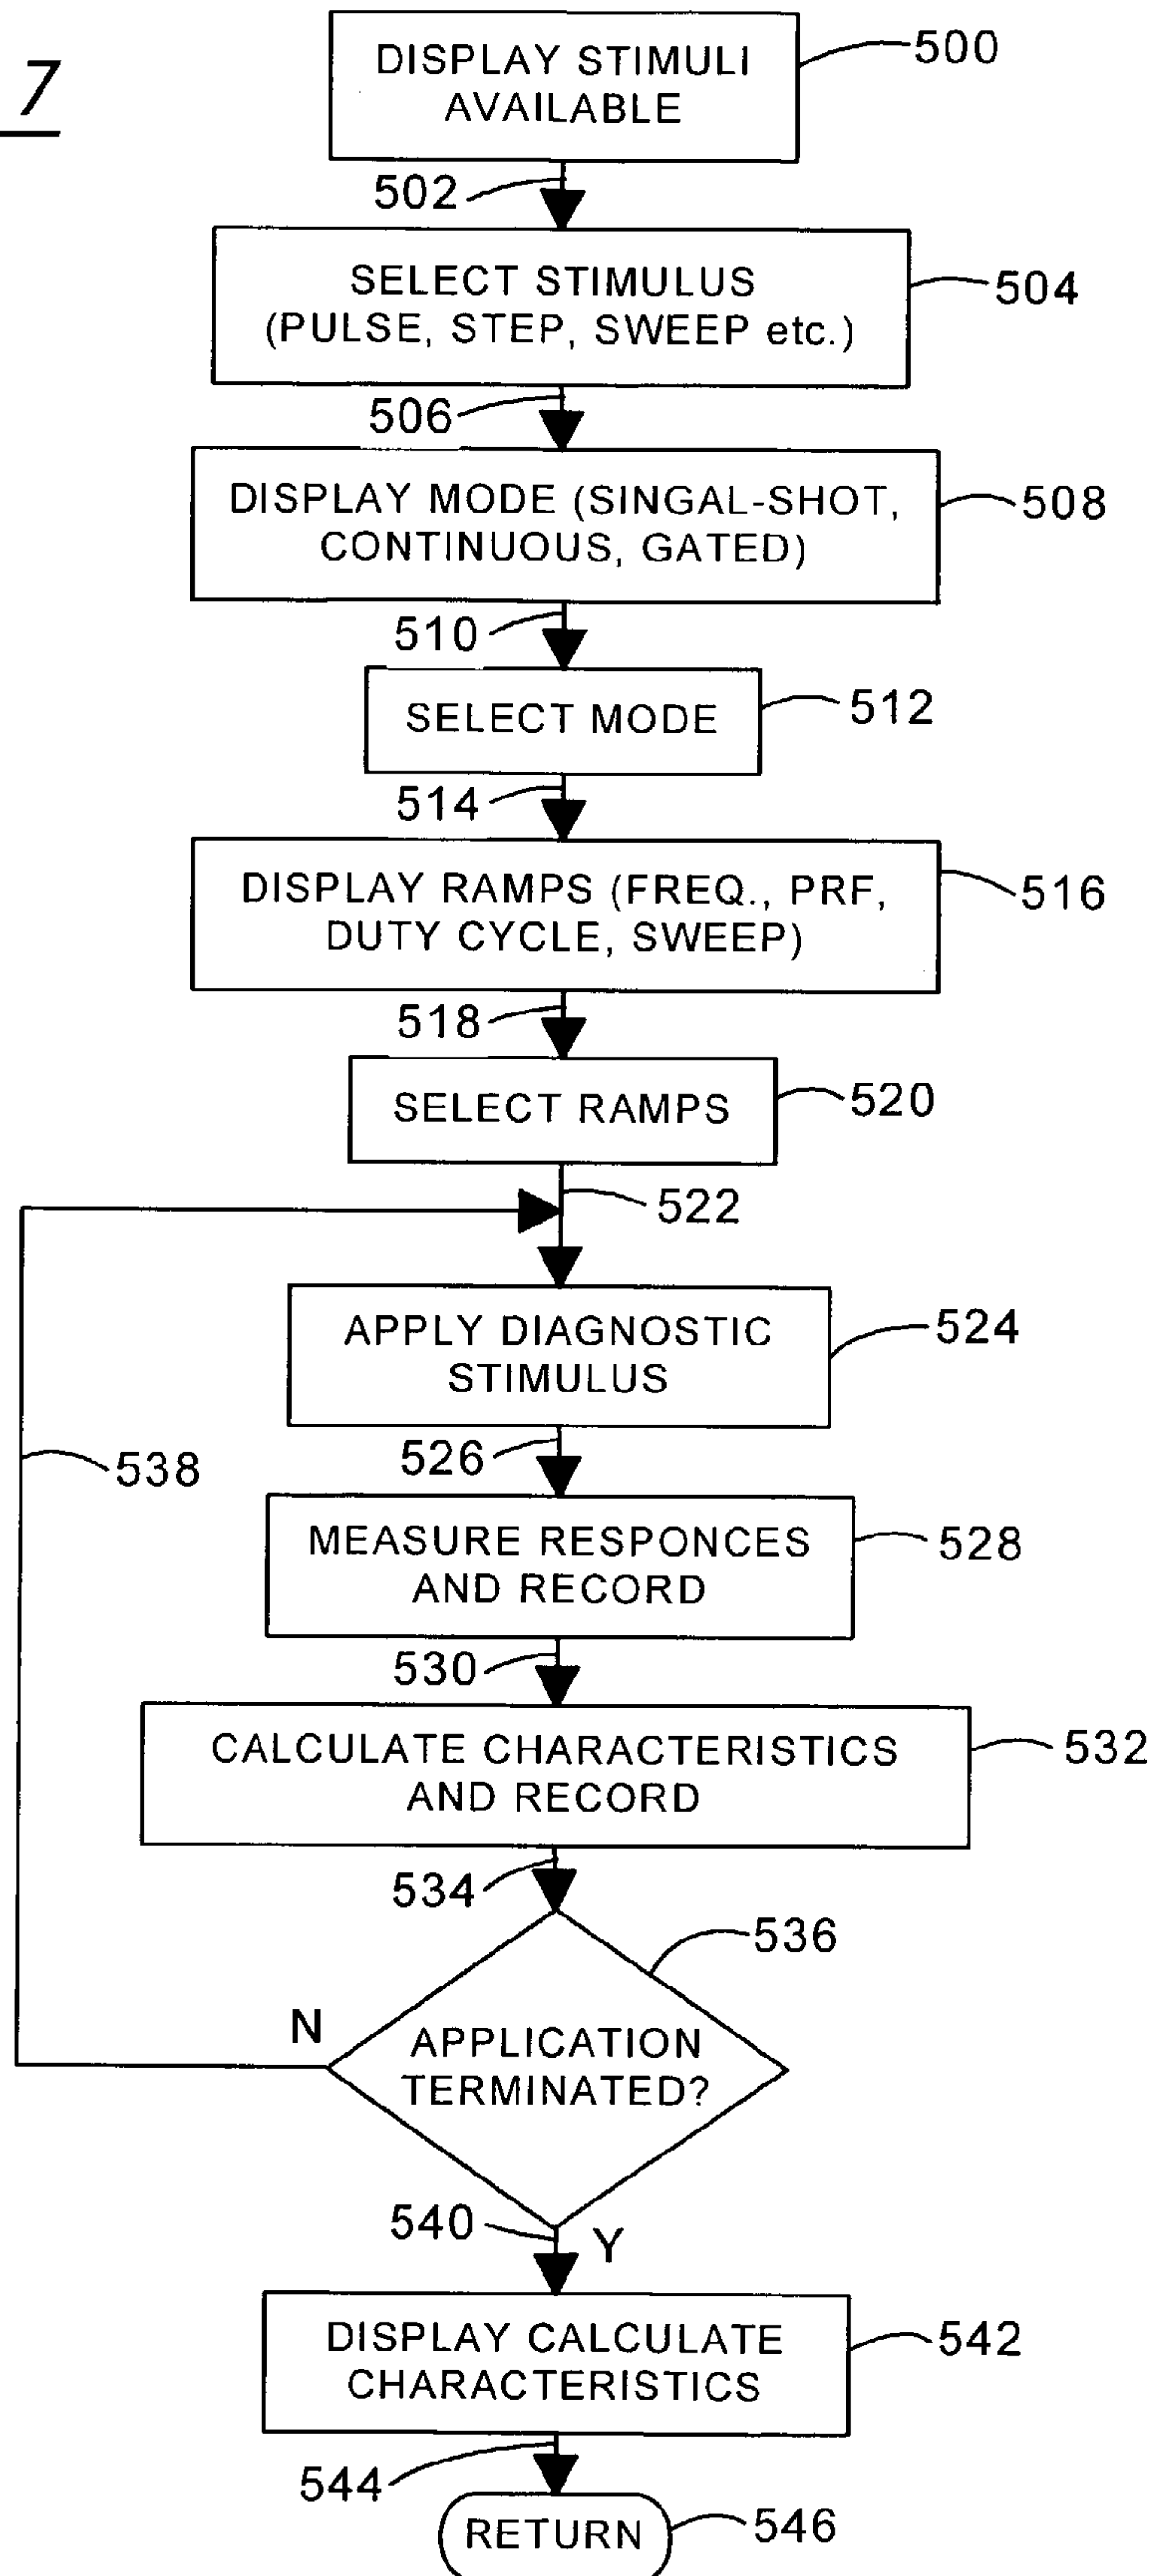 7
DISPLAY STIMULI
AVAILABLE
500
502
SELECT STIMULUS
(PULSE, STEP, SWEEP etc.)
504
506
DISPLAY MODE (SINGAL-SHOT,
CONTINUOUS, GATED)
508
510
SELECT MODE
512
514
DISPLAY RAMPS (FREQ., PRF,
DUTY CYCLE, SWEEP)
516
518
SELECT RAMPS
520
522
APPLY DIAGNOSTIC
STIMULUS
524
526
538
MEASURE RESPONCES
AND RECORD
528
530
CALCULATE CHARACTERISTICS
AND RECORD
532
534
536
N
APPLICATION
TERMINATED?
540
Y
DISPLAY CALCULATE
CHARACTERISTICS
542
544
RETURN
546